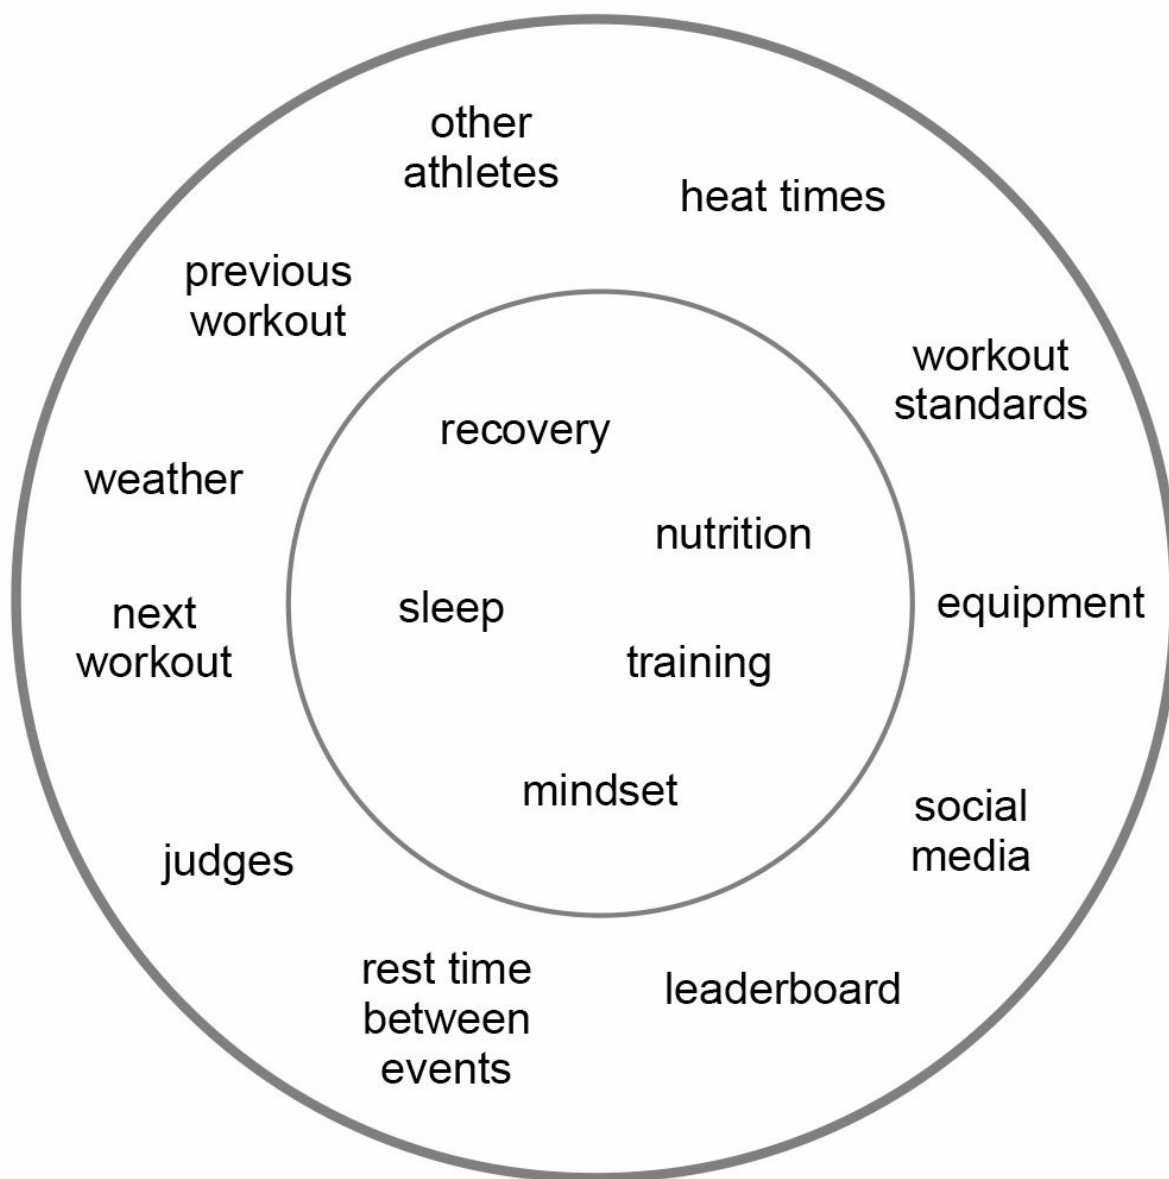 other
athletes
heat times
previous
workout
workout
standards
recovery
weather
nutrition
sleep
equipment
next
workout
training
mindset
social
media
judges
rest time
between
events
leaderboard